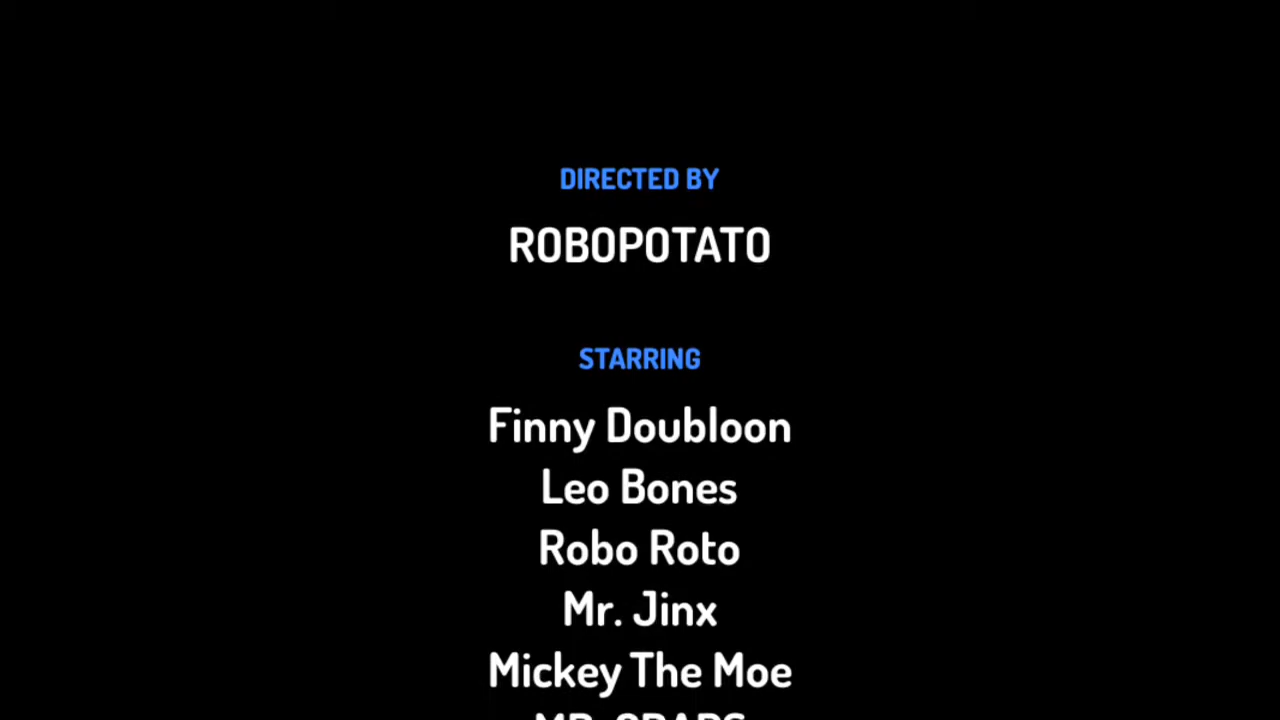 DIRECTED BY
ROBOPOTATO
STARRING
Finny Doubloon
Leo Bones
Robo Roto
Mr. Jinx
Mickey The Moe